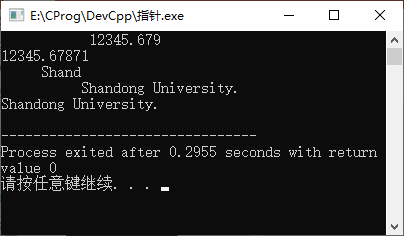 E:\CProg\DevCpp\指针.exe
12345.679
12345.67871
Shand
Shandong University.
Shandong University.
--------------------------------
Process exited after 0.2955 seconds with return
value 0
请按任意键继续. . .